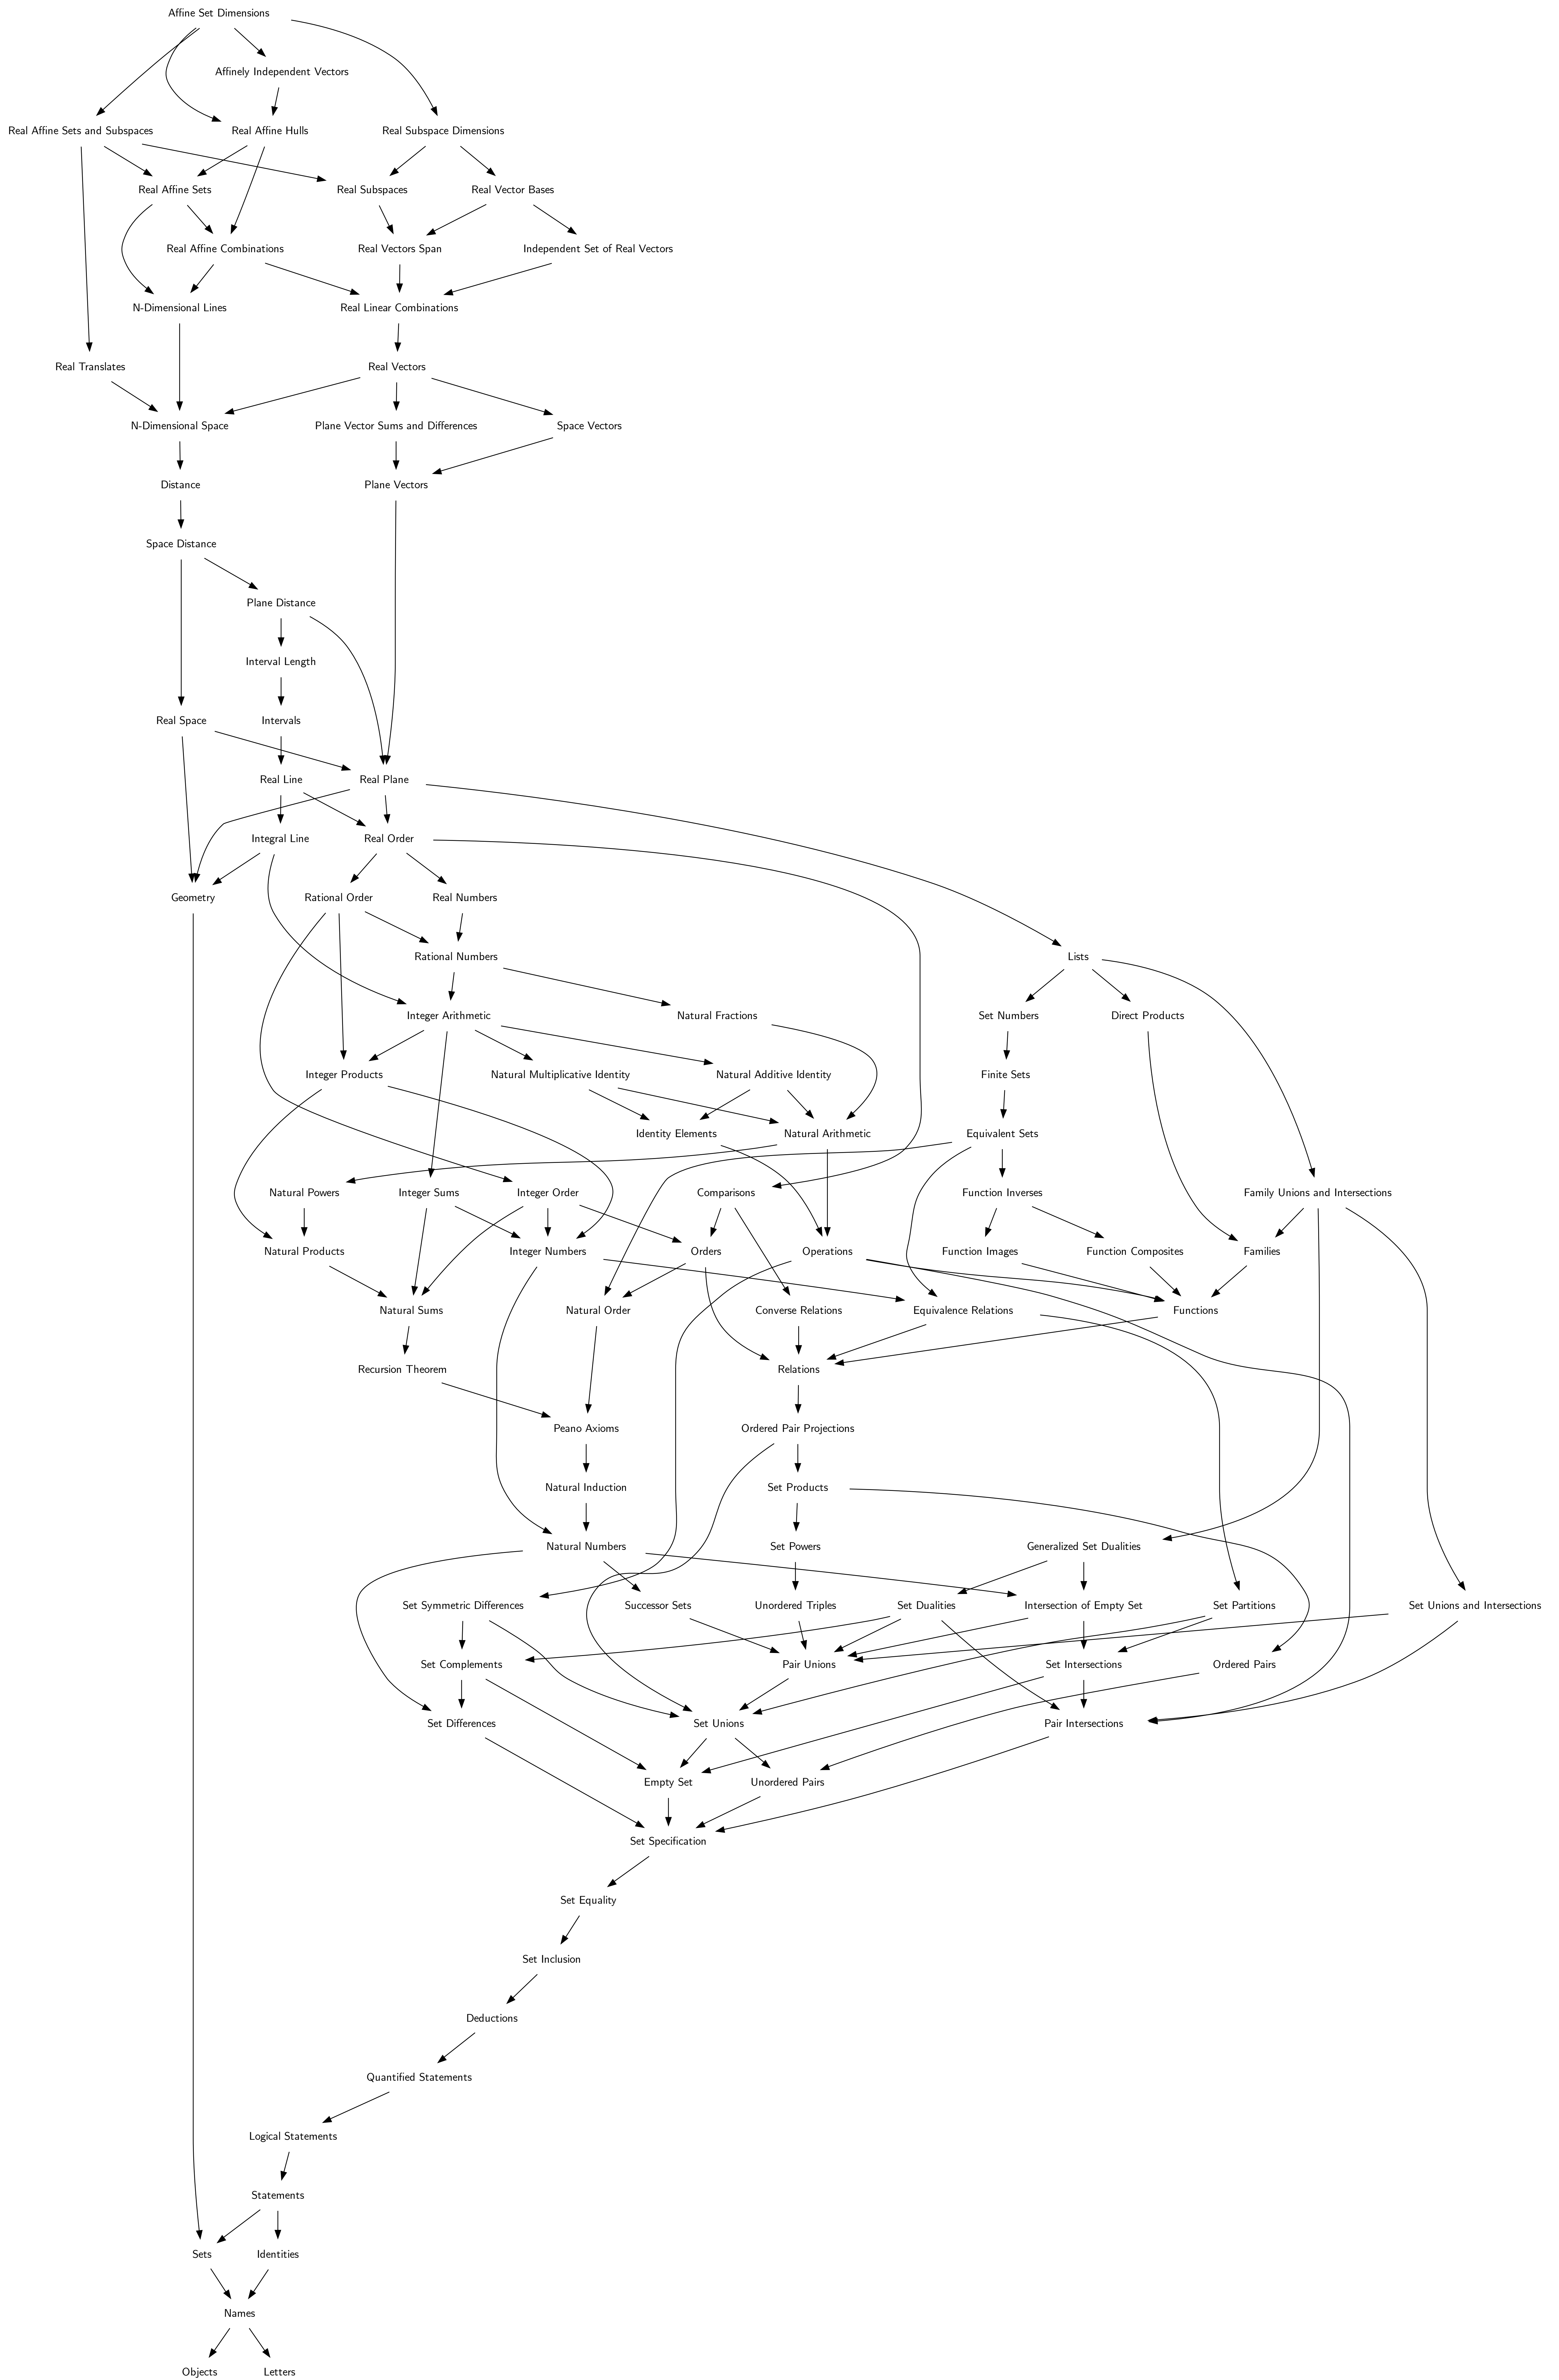 Affine Set Dimensions
Affinely Independent Vectors
Real Affine Sets and Subspaces
Real Affine Hulls
Real Subspace Dimensions
Real Affine Sets
Real Subspaces
Real Vector Bases
Real Affine Combinations
Real Vectors Span
Independent Set of Real Vectors
N-Dimensional Lines
Real Linear Combinations
Real Translates
Real Vectors
N-Dimensional Space
Plane Vector Sums and Differences
Space Vectors
Distance
Plane Vectors
Space Distance
Plane Distance
Interval Length
Real Space
Intervals
Real Line
Real Plane
Integral Line
Real Order
Geometry
Rational Order
Real Numbers
Rational Numbers
Lists
Integer Arithmetic
Natural Fractions
Set Numbers
Direct Products
Integer Products
Natural Multiplicative Identity
Natural Additive Identity
Finite Sets
Identity Elements
Natural Arithmetic
Equivalent Sets
Natural Powers
Integer Sums
Integer Order
Comparisons
Function Inverses
Family Unions and Intersections
Natural Products
Integer Numbers
Orders
Operations
Function Images
Function Composites
Families
Natural Sums
Natural Order
Converse Relations
Equivalence Relations
Functions
Recursion Theorem
Relations
Peano Axioms
Ordered Pair Projections
Natural Induction
Set Products
Natural Numbers
Set Powers
Generalized Set Dualities
Set Symmetric Differences
Successor Sets
Unordered Triples
Set Dualities
Intersection of Empty Set
Set Partitions
Set Unions and Intersections
Set Complements
Pair Unions
Set Intersections
Ordered Pairs
Set Differences
Set Unions
Pair Intersections
Empty Set
Unordered Pairs
Set Specification
Set Equality
Set Inclusion
Deductions
Quantified Statements
Logical Statements
Statements
Sets
Identities
Names
Objects
Letters